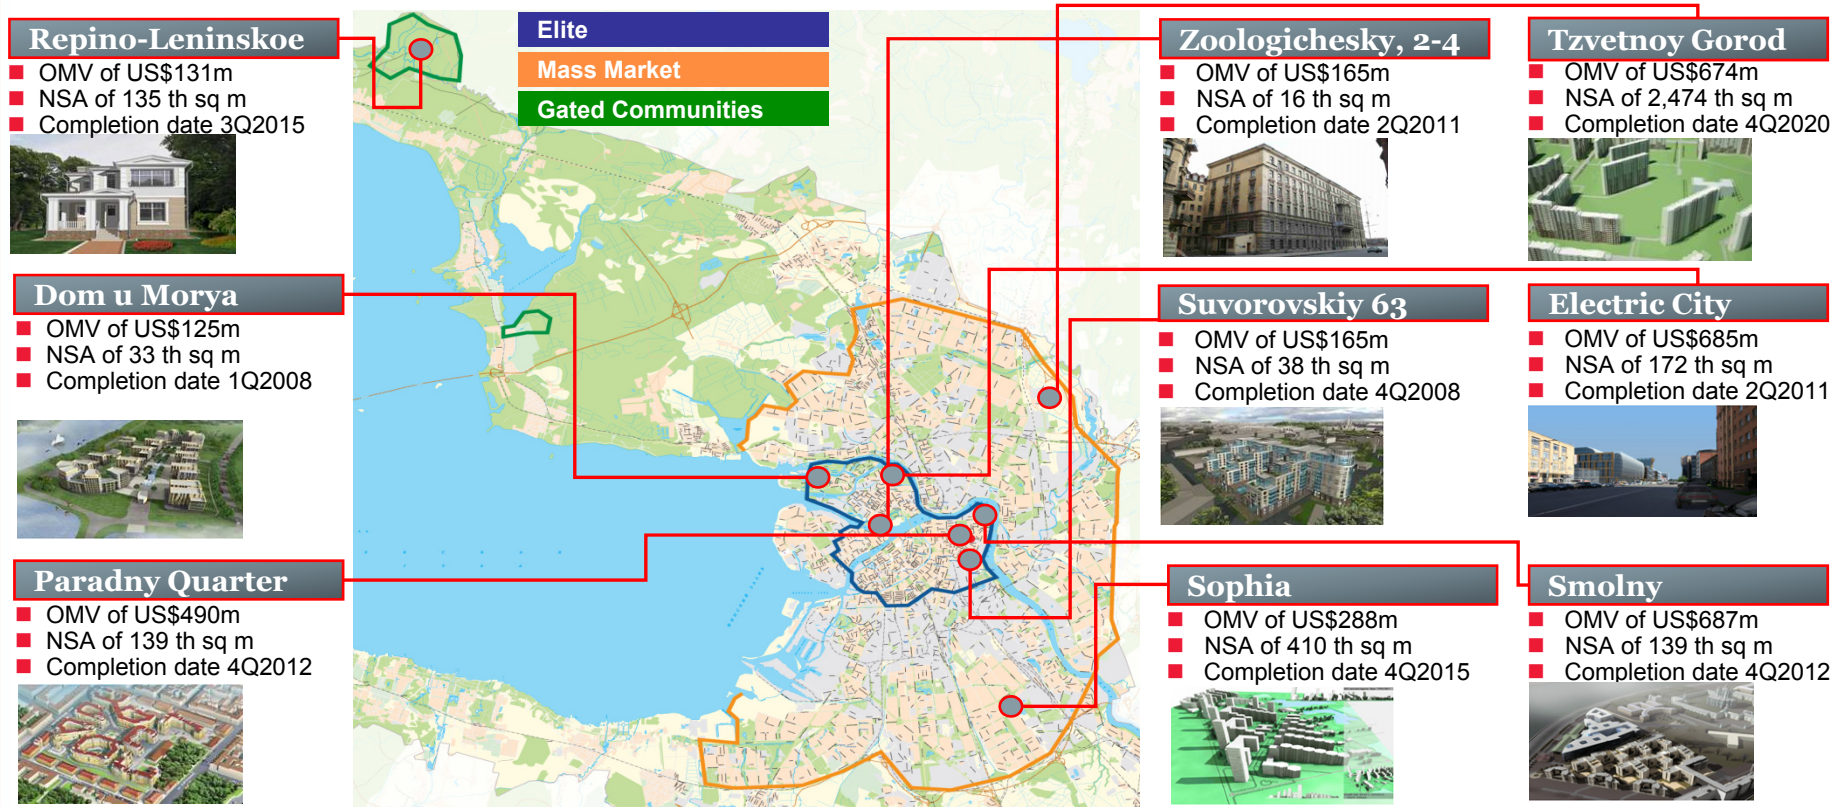 Repino-Leninskoe
OMV of US$131m
NSA of 135 th sq m
Completion date 3Q2015
Dom u Morya
OMV of US$125m
NSA of 33 th sq m
Completion date 1Q2008
Paradny Quarter
OMV of US$490m
NSA of 139 th sq m
Completion date 4Q2012
Elite
Mass Market
Gated Communities
Zoologichesky, 2-4
OMV of US$165m
NSA of 16 th sq m
Completion date 2Q2011
Suvorovskiy 63
OMV of US$165m
NSA of 38 th sq m
Completion date 4Q2008
Sophia
OMV of US$288m
NSA of 410 th sq m
Completion date 4Q2015
Tzvetnoy Gorod
OMV of US$674m
NSA of 2,474 th sq m
Completion date 4Q2020
Electric City
OMV of US$685m
NSA of 172 th sq m
Completion date 2Q2011
Smolny
OMV of US$687m
NSA of 139 th sq m
Completion date 4Q2012